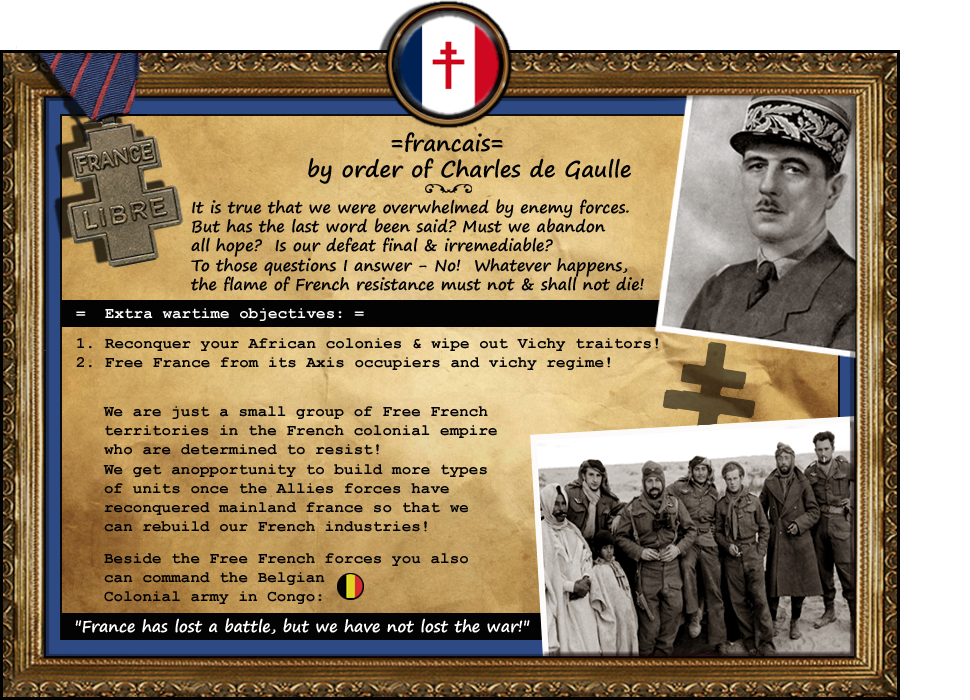 =francais=
by order of Charles de Gaulle
FRANCE
LIBRE
It is true that we were overwhelmed by enemy forces.
But has the last word been said? Must we abandon
all hope?  Is our defeat final & irremediable?
To those questions I answer - No!  Whatever happens,
the flame of French resistance must not & shall not die!
=  Extra wartime objectives: =
1. Reconquer your African colonies & wipe out Vichy traitors!
2. Free France from its Axis occupiers and vichy regime!
We are just a small group of Free French
territories in the French colonial empire
who are determined to resist!
We get anopportunity to build more types
of units once the Allies forces have
reconquered mainland france so that we
can rebuild our French industries!
Beside the Free French forces you also
can command the Belgian
Colonial army in Congo:
"France has lost a battle, but we have not lost the war!"